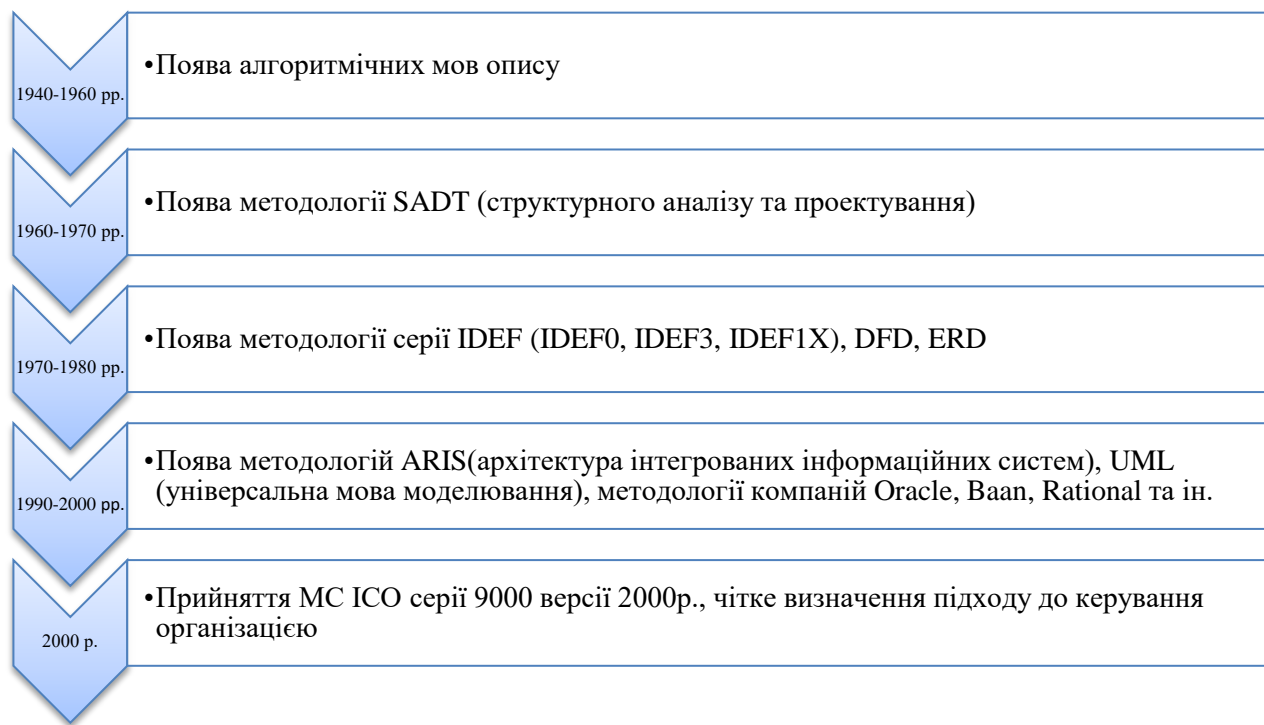 1940-1960 рр.
•Поява алгоритмічних мов опису
1960-1970 рр.
•Поява методології SADT (структурного аналізу та проектування)
1970-1980 рр.
•Поява методології серії IDEF (IDEF0, IDEF3, IDEF1X), DFD, ERD
1990-2000 рр.
•Поява методологій ARIS(архітектура інтегрованих інформаційних систем), UML
(універсальна мова моделювання), методології компаній Oracle, Baan, Rational та ін.
2000 р.
•Прийняття МС ІСО серії 9000 версії 2000р., чітке визначення підходу до керування
організацією